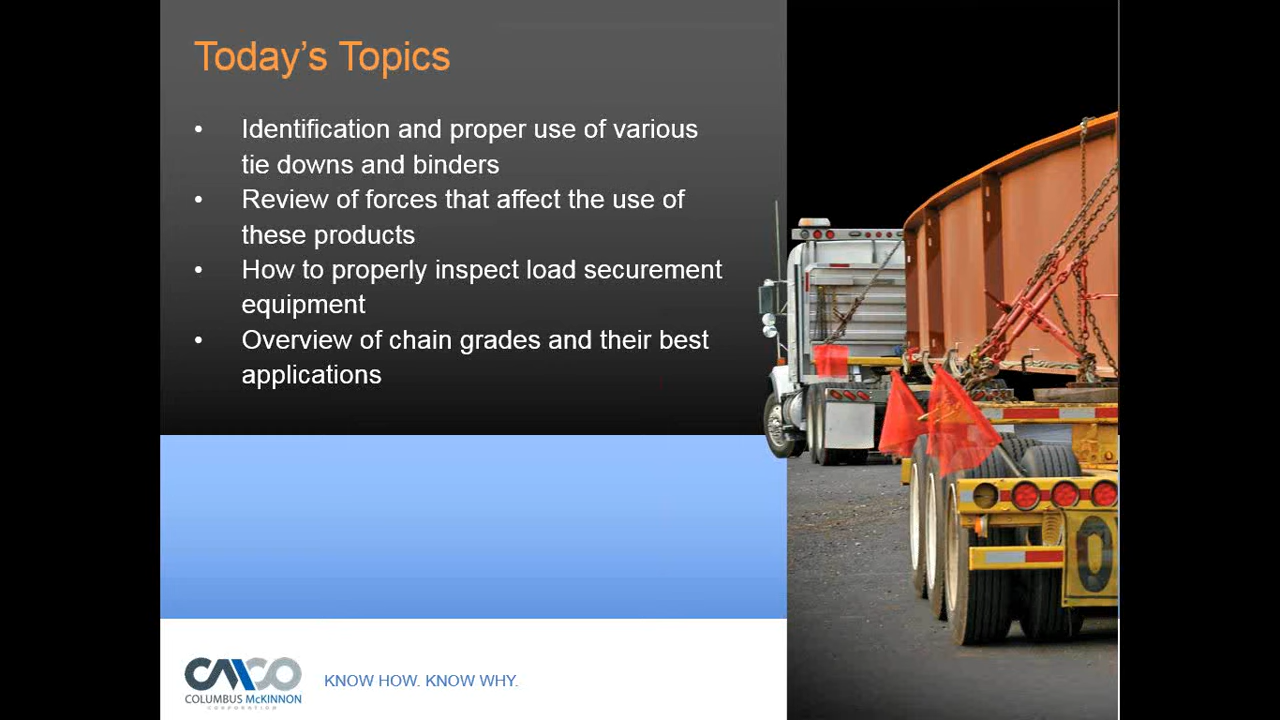 Today's Topics
• Identification and proper use of various
tie downs and binders
• Review of forces that affect the use of
these products
• How to properly inspect load securement
equipment
• Overview of chain grades and their best
applications
O
CMCO
COLUMBUS McKINNON
CORPORATION
KNOW HOW. KNOW WHY.